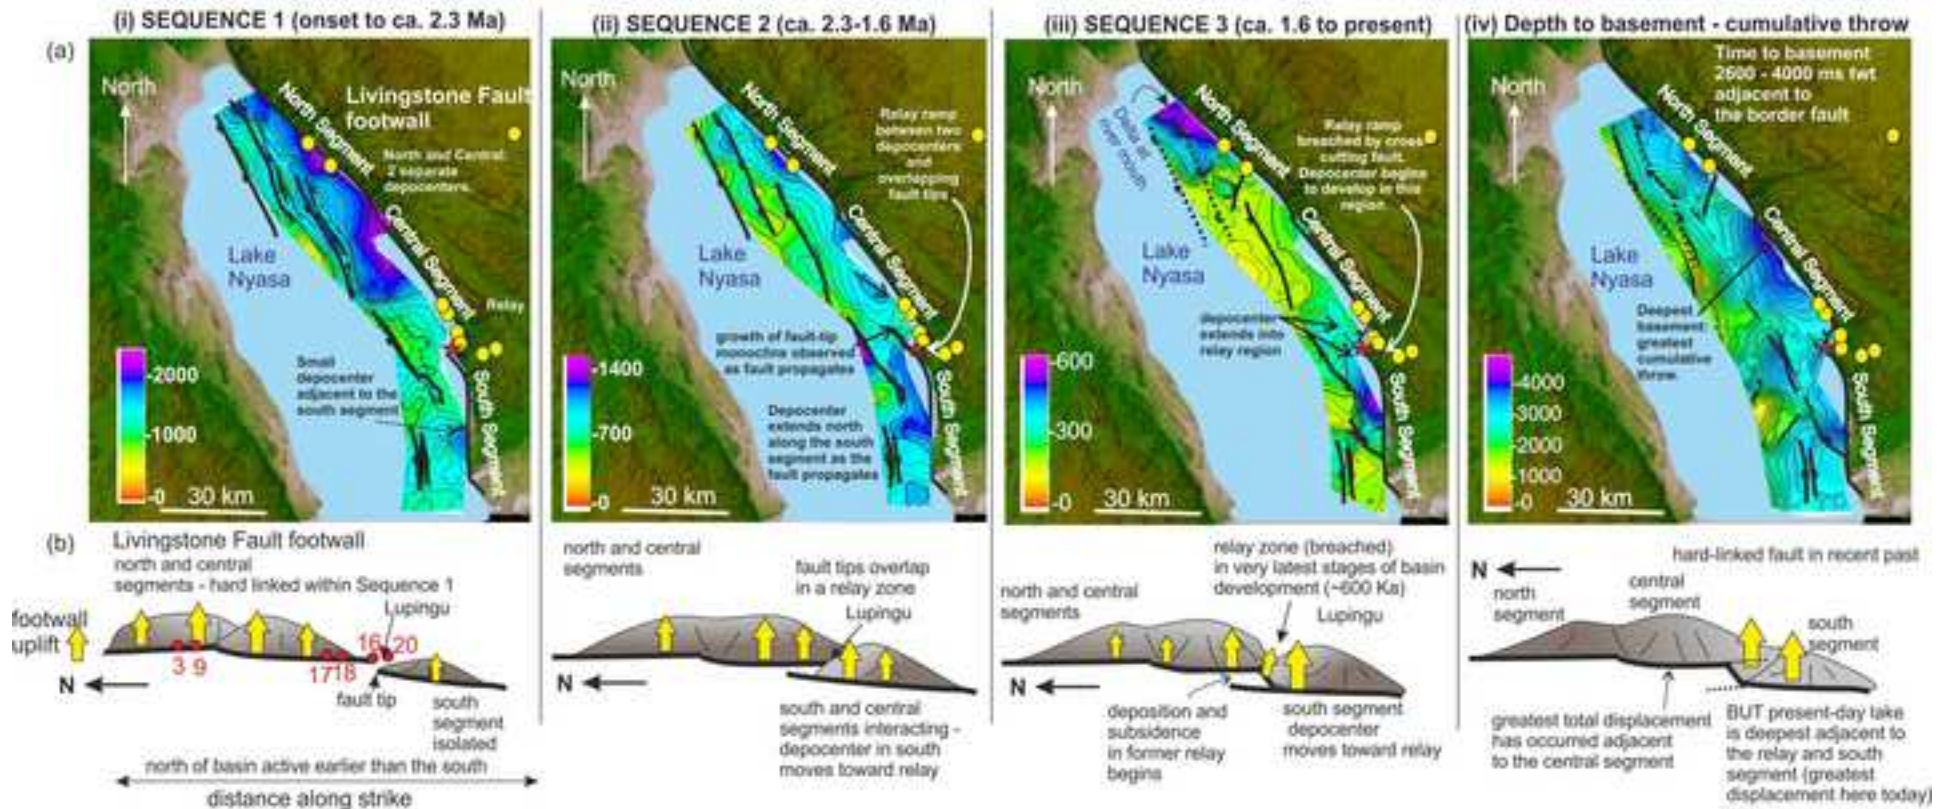 (i) SEQUENCE 1 (onset to ca. 2.3 Ma)
(ii) SEQUENCE 2 (ca. 2.3-1.6 Ma)
(iii) SEQUENCE 3 (ca. 1.6 to present)
(iv) Depth to basement - cumulative throw
(a)
North
North Segment
Livingstone Fault
footwall
North and Central:
2 separate
depocenters.
Central Segment
Lake
Nyasa
Relay
Small
depocenter
adjacent to the
south segment
South Segment
-2000
-1000
-0
30 km
North
North Segment
Relay ramp
between two
depocenters
and
overlapping
fault tips
Central Segment
Lake
Nyasa
growth of fault-tip
monocline observed
as fault propagates
Depocenter
extends north
along the south
segment as the
fault propagates
South Segment
-1400
-700
-0
30 km
North
Delta at
river mouth
North Segment
Relay ramp
breached by cross
cutting fault.
Depocenter begins
to develop in this
region
Central Segment
Lake
Nyasa
depocenter
extends into
relay region
South Segment
-600
-300
-0
30 km
North
Time to basement
2600 - 4000 ms twt
adjacent to
the border fault
North Segment
Central Segment
Lake
Nyasa
Deepest
basement:
greatest
cumulative
throw.
South Segment
-4000
-3000
-2000
-1000
-0
30 km
(b)
Livingstone Fault footwall
north and central
segments - hard linked within Sequence 1
footwall
uplift
Lupingu
3
9
17
18
16
20
N
fault tip
south
segment
isolated
north of basin active earlier than the south
distance along strike
north and central
segments
fault tips overlap
in a relay zone
Lupingu
N
south and central
segments interacting -
depocenter in south
moves toward relay
relay zone (breached)
in very latest stages of basin
development (~600 Ka)
north and central
segments
Lupingu
N
deposition and
subsidence
in former relay
begins
south segment
depocenter
moves toward relay
hard-linked fault in recent past
N
north
segment
central
segment
south
segment
greatest total displacement
has occurred adjacent
to the central segment
BUT present-day lake
is deepest adjacent to
the relay and south
segment (greatest
displacement here today)